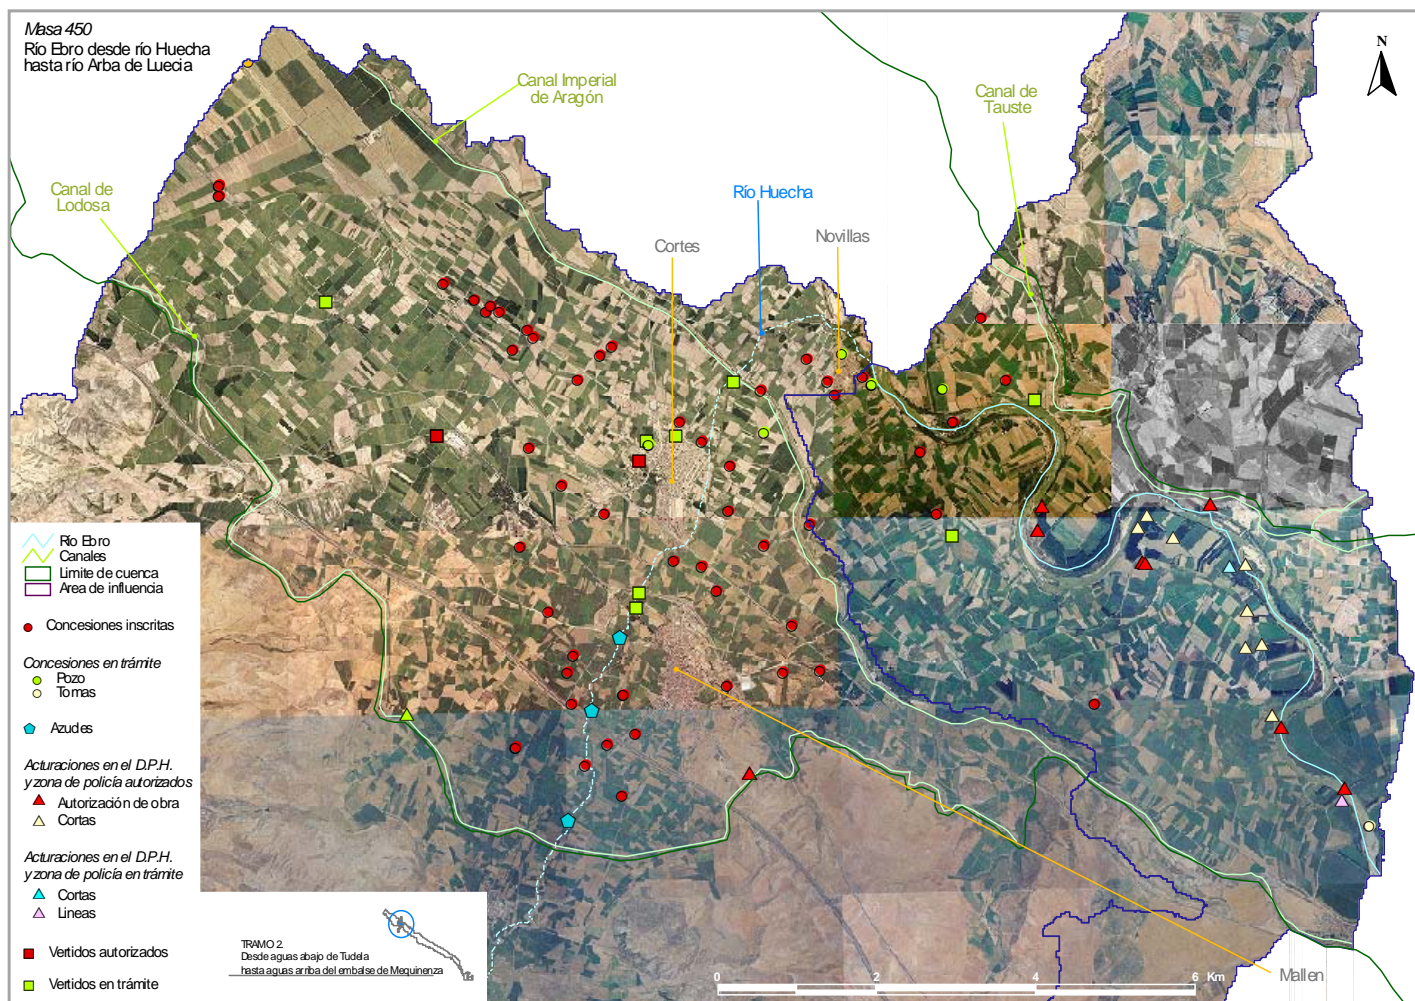 Masa 450
Río Ebro desde río Huecha
hasta río Arba de Luecia
Canal Imperial
de Aragón
Canal de
Tauste
N
Canal de
Lodosa
Río Huecha
Cortes
Novillas
Río Ebro
Canales
Limite de cuenca
Area de influencia
Concesiones inscritas
Concesiones en trámite
Pozo
Tomas
Azudes
Acturaciones en el D.P.H.
y zona de policía autorizados
Autorización de obra
Cortas
Acturaciones en el D.P.H.
y zona de policía en trámite
Cortas
Lineas
Vertidos autorizados
Vertidos en trámite
TRAMO 2.
Desde aguas abajo de Tudela
hasta aguas arriba del embalse de Mequinenza
0 2 4 6 Km
Mallen